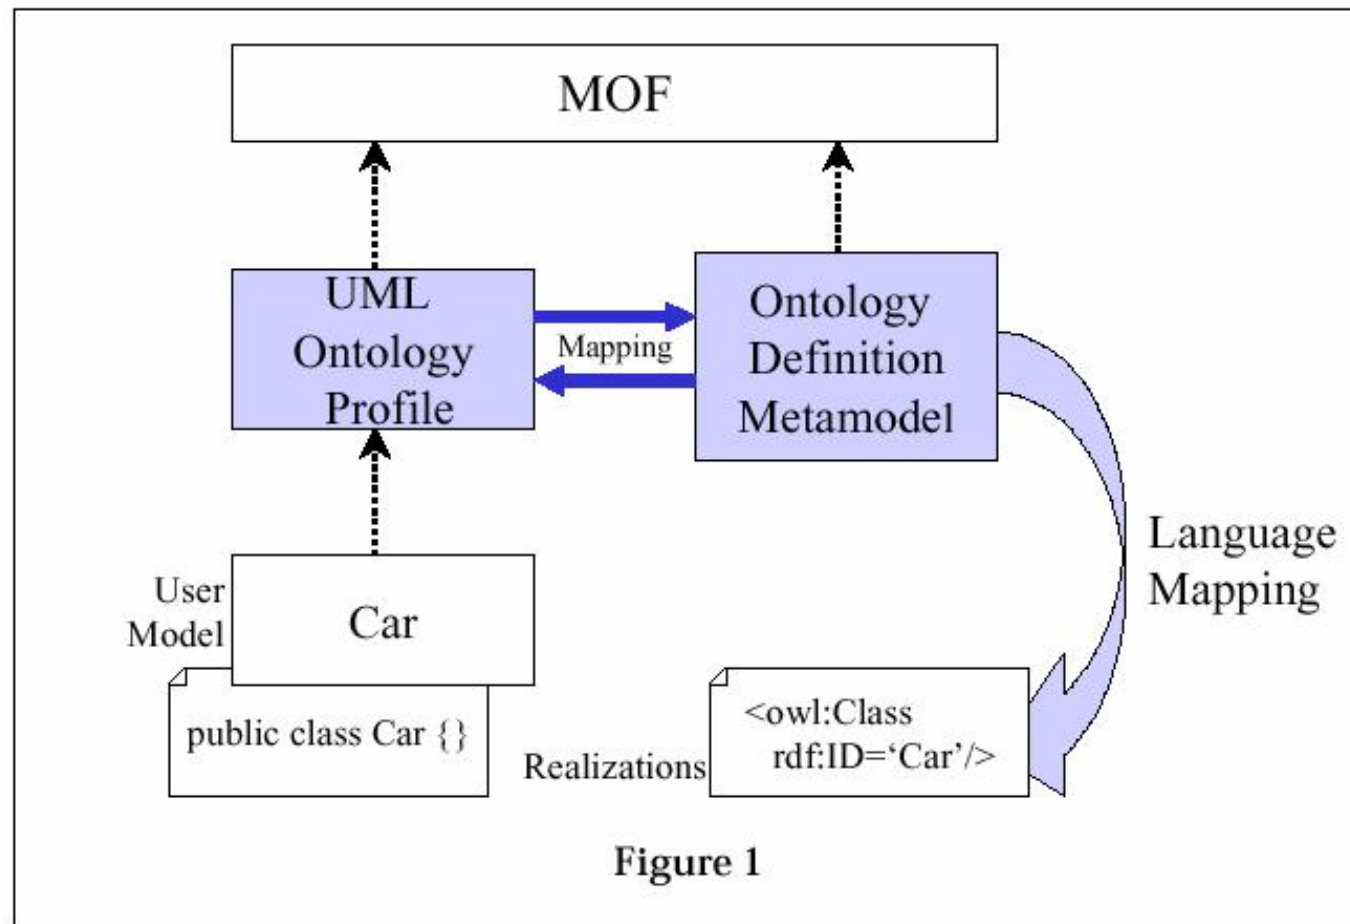 MOF
UML
Ontology
Profile
Mapping
Ontology
Definition
Metamodel
Language
Mapping
User
Model
Car
public class Car {}
Realizations
<owl:Class
rdf:ID=‘Car’/>
Figure 1